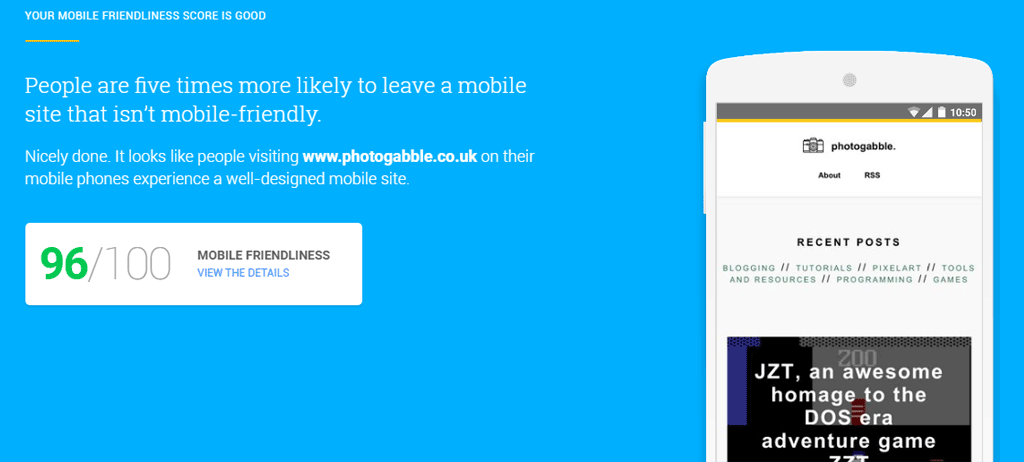 YOUR MOBILE FRIENDLINESS SCORE IS GOOD
People are five times more likely to leave a mobile
site that isn’t mobile-friendly.
Nicely done. It looks like people visiting www.photogabble.co.uk on their
mobile phones experience a well-designed mobile site.
96/100
MOBILE FRIENDLINESS
VIEW THE DETAILS
10:50
photogabble.
About RSS
RECENT POSTS
BLOGGING // TUTORIALS // PIXELART // TOOLS
AND RESOURCES // PROGRAMMING // GAMES
ZOO
JZT, an awesome
homage to the
DOS era
adventure game
ZZT